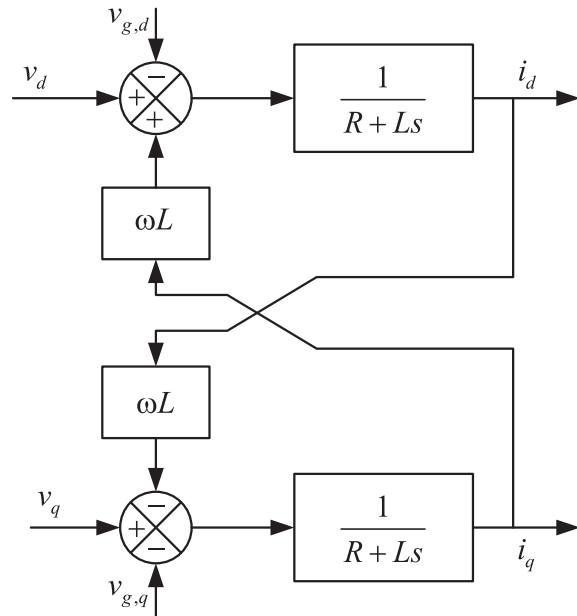 v_{g,d}
v_d
−
+
+
1
R + Ls
i_d
ωL
ωL
v_q
−
+
−
1
R + Ls
i_q
v_{g,q}